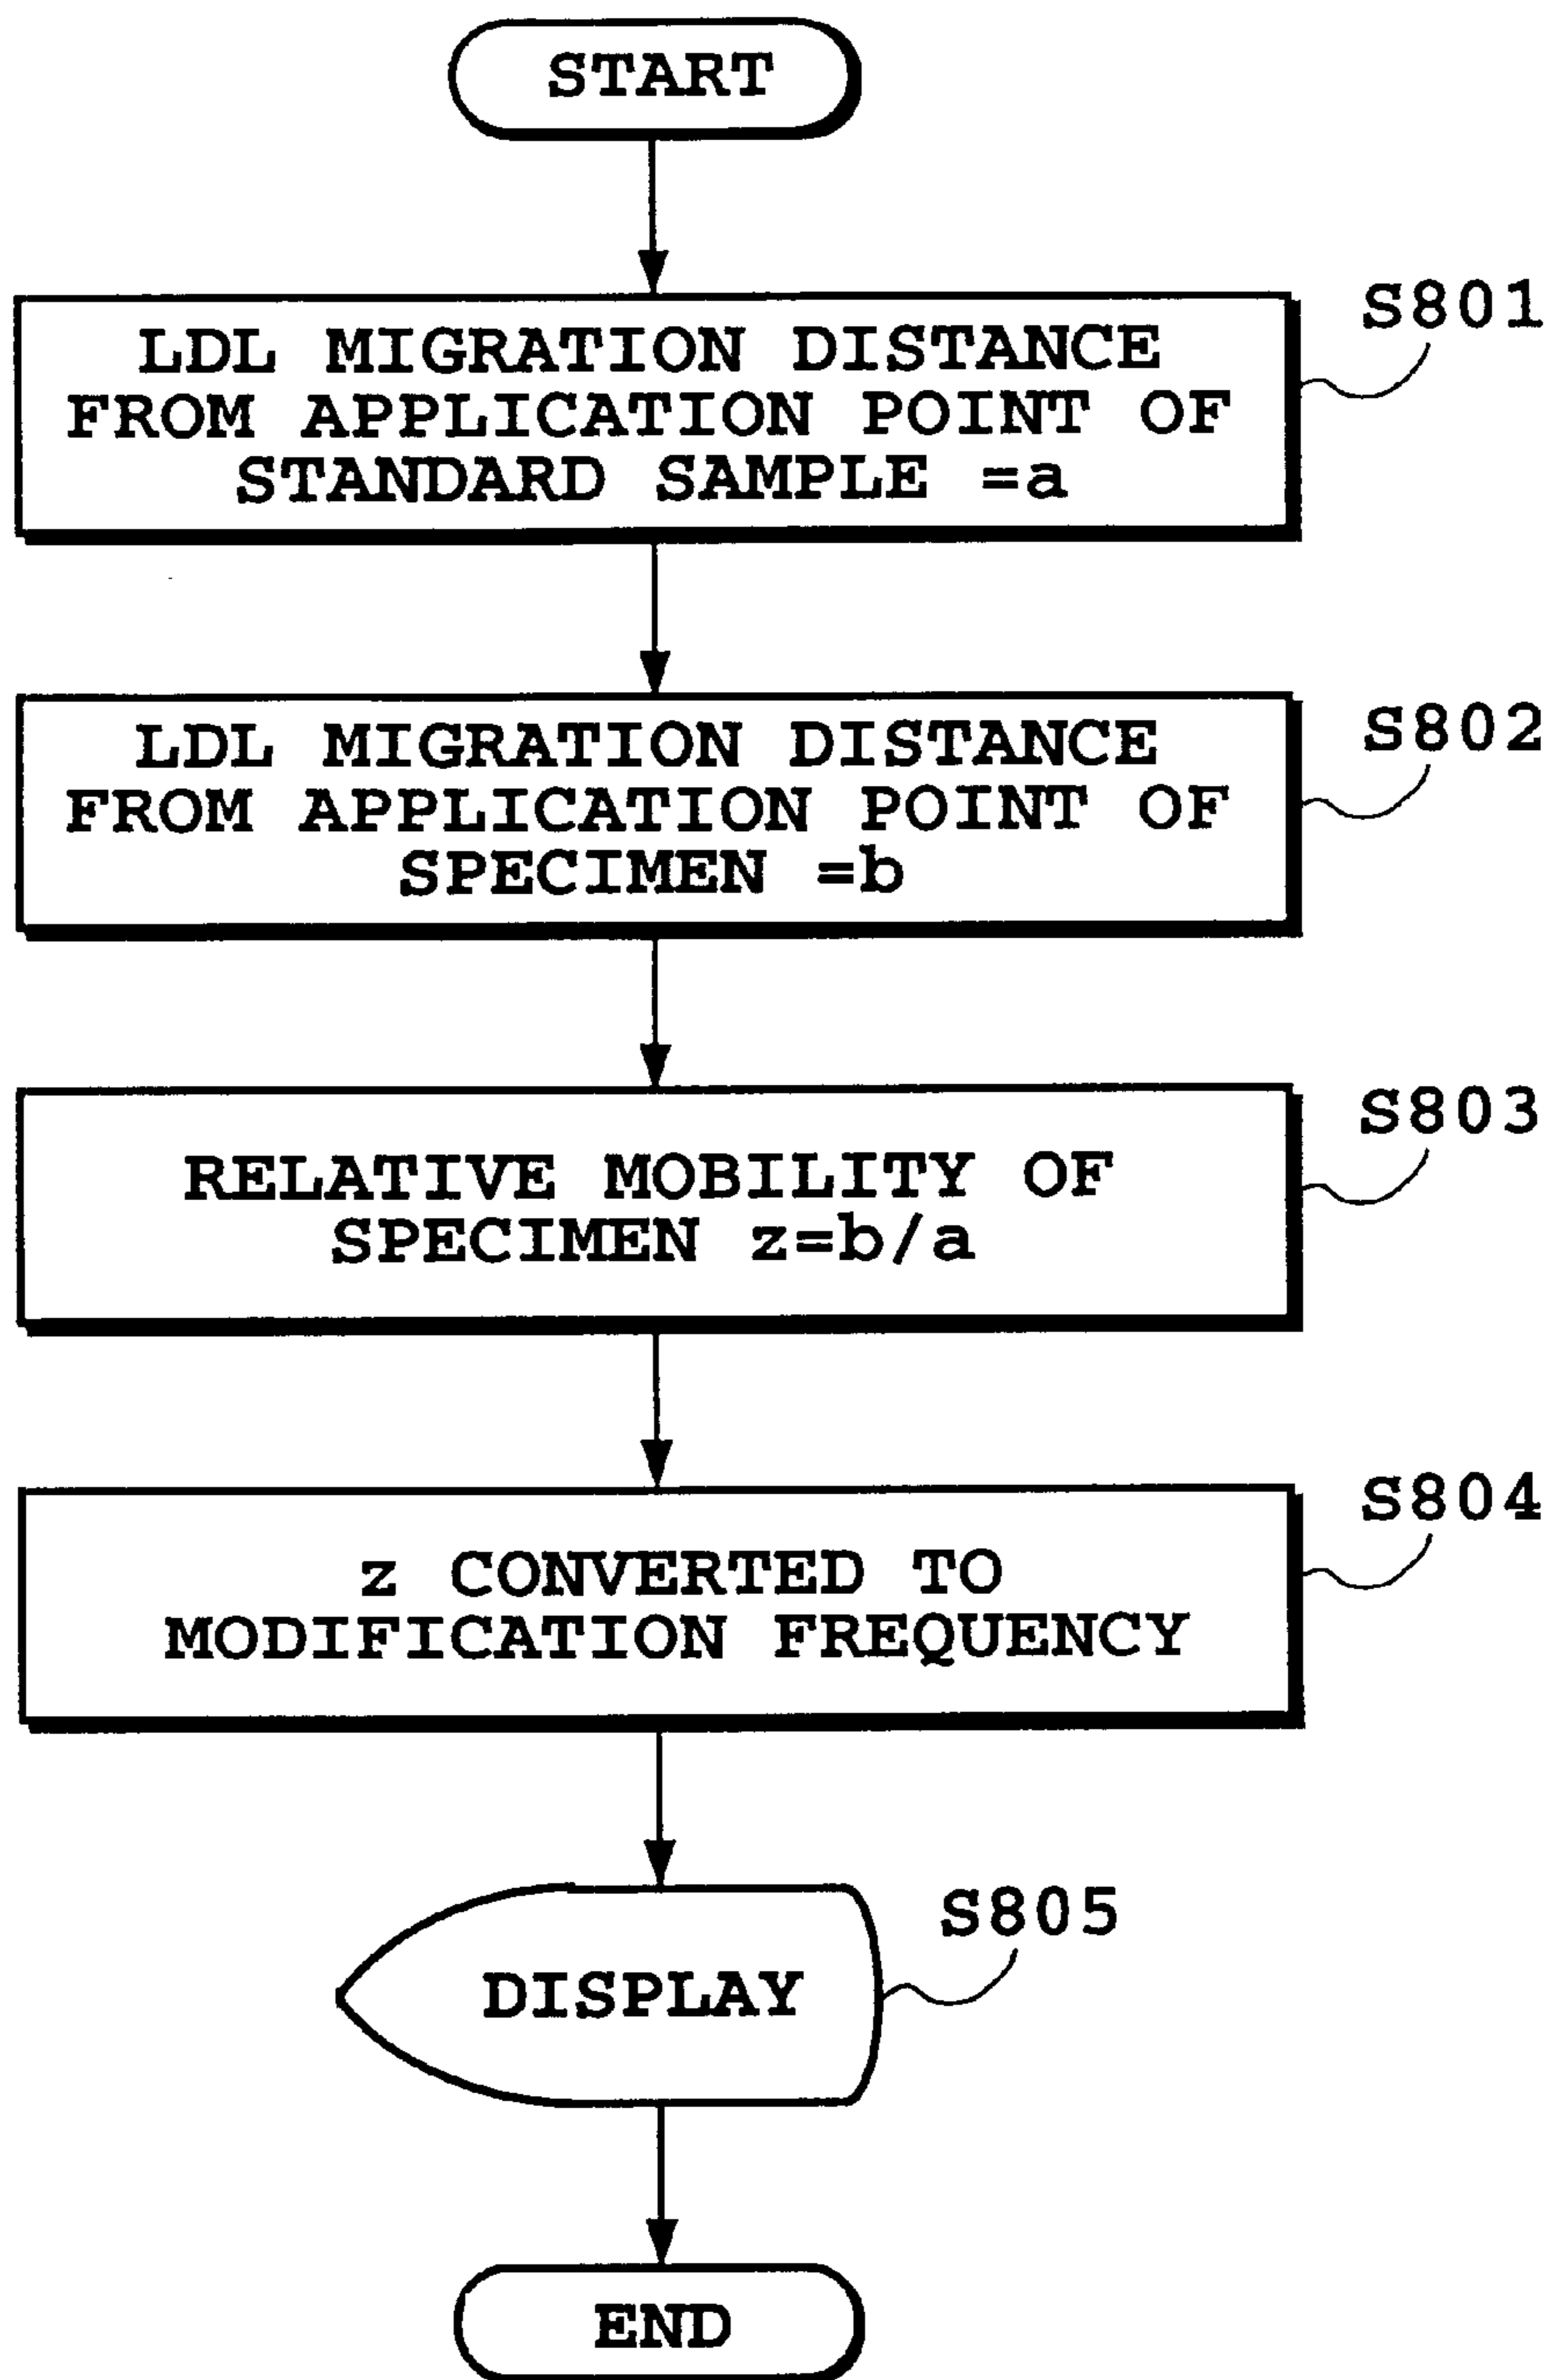 START
S801
LDL MIGRATION DISTANCE
FROM APPLICATION POINT OF
STANDARD SAMPLE =a
S802
LDL MIGRATION DISTANCE
FROM APPLICATION POINT OF
SPECIMEN =b
S803
RELATIVE MOBILITY OF
SPECIMEN z=b/a
S804
z CONVERTED TO
MODIFICATION FREQUENCY
S805
DISPLAY
END